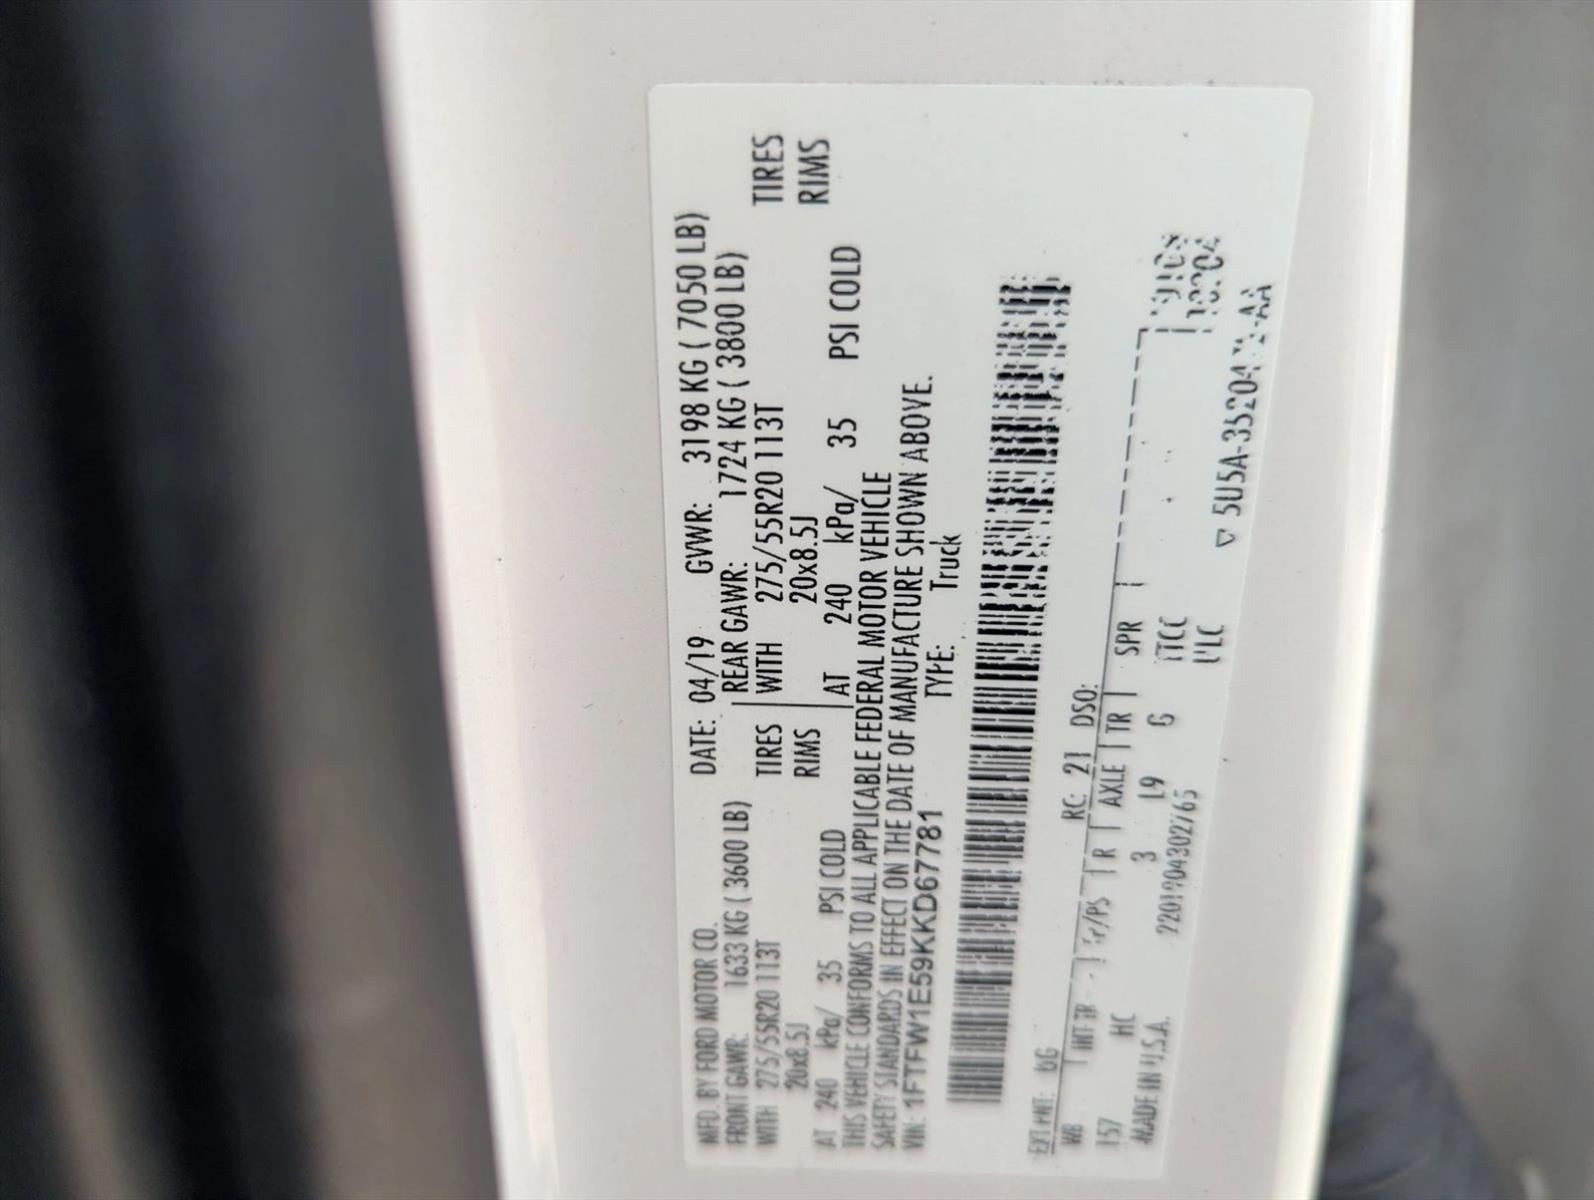 MFD. BY FORD MOTOR CO. DATE: 04/19 GVWR: 3198 KG ( 7050 LB)
FRONT GAWR: 1633 KG ( 3600 LB) REAR GAWR: 1724 KG ( 3800 LB)
WITH 275/55R20 113T TIRES WITH 275/55R20 113T TIRES
20x8.5J RIMS 20x8.5J RIMS
AT 240 kPa/ 35 PSI COLD AT 240 kPa/ 35 PSI COLD
THIS VEHICLE CONFORMS TO ALL APPLICABLE FEDERAL MOTOR VEHICLE
SAFETY STANDARDS IN EFFECT ON THE DATE OF MANUFACTURE SHOWN ABOVE.
VIN: 1FTFW1E59KKD67781 TYPE: Truck
EXT PNT: RC: 21 DSO:
WB INT TR R AXLE TR SPR
157 HC 3 L9 6
MADE IN U.S.A.